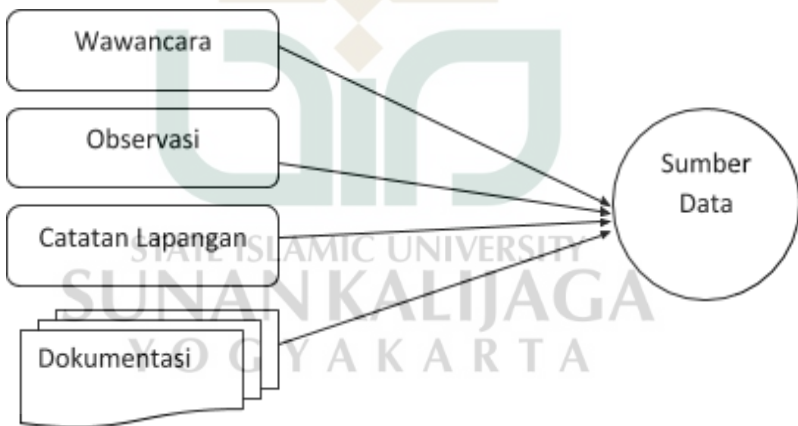 Wawancara
Observasi
Sumber
Data
Catatan Lapangan
STATE ISLAMIC UNIVERSITY
SUNAN KALIJAGA
Dokumentasi
YOGYAKARTA